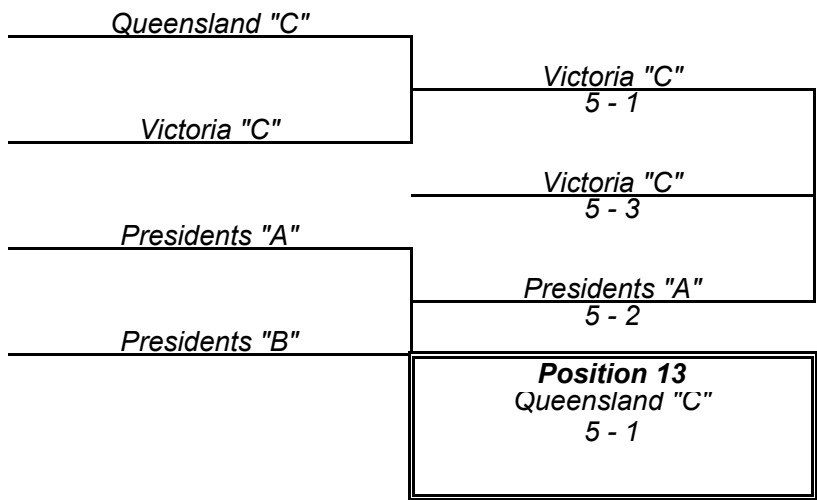 Queensland "C"
Victoria "C"
5 - 1
Victoria "C"
Victoria "C"
5 - 3
Presidents "A"
Presidents "A"
5 - 2
Presidents "B"
Position 13
Queensland "C"
5 - 1